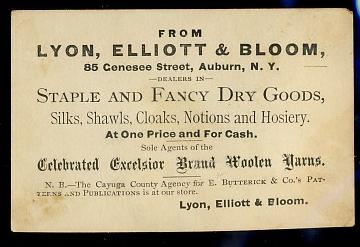 FROM
LYON, ELLIOTT & BLOOM,
85 Genesee Street, Auburn, N. Y.
—DEALERS IN—
STAPLE AND FANCY DRY GOODS,
Silks, Shawls, Cloaks, Notions and Hosiery.
At One Price and For Cash.
Sole Agents of the
Celebrated Excelsior Brand Woolen Yarns.
N. B.—The Cayuga County Agency for E. BUTTERICK & CO.'S PAT-
TERNS AND PUBLICATIONS is at our store.
Lyon, Elliott & Bloom.